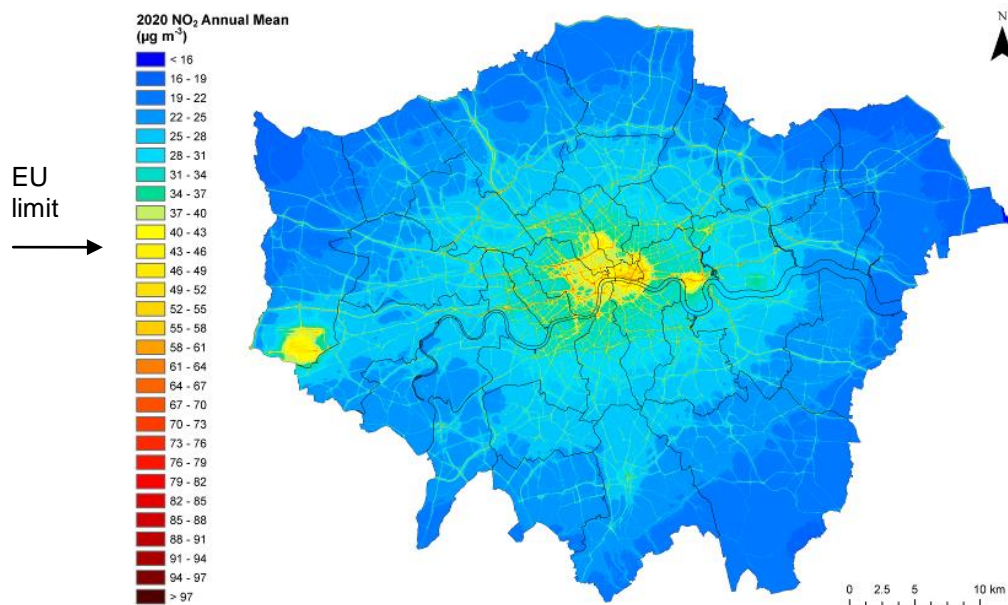 2020 NO₂ Annual Mean
(µg m⁻³)
< 16
16 - 19
19 - 22
22 - 25
25 - 28
28 - 31
31 - 34
34 - 37
37 - 40
40 - 43
43 - 46
46 - 49
49 - 52
52 - 55
55 - 58
58 - 61
61 - 64
64 - 67
67 - 70
70 - 73
73 - 76
76 - 79
79 - 82
82 - 85
85 - 88
88 - 91
91 - 94
94 - 97
> 97
EU
limit
N
0 2.5 5 10 km